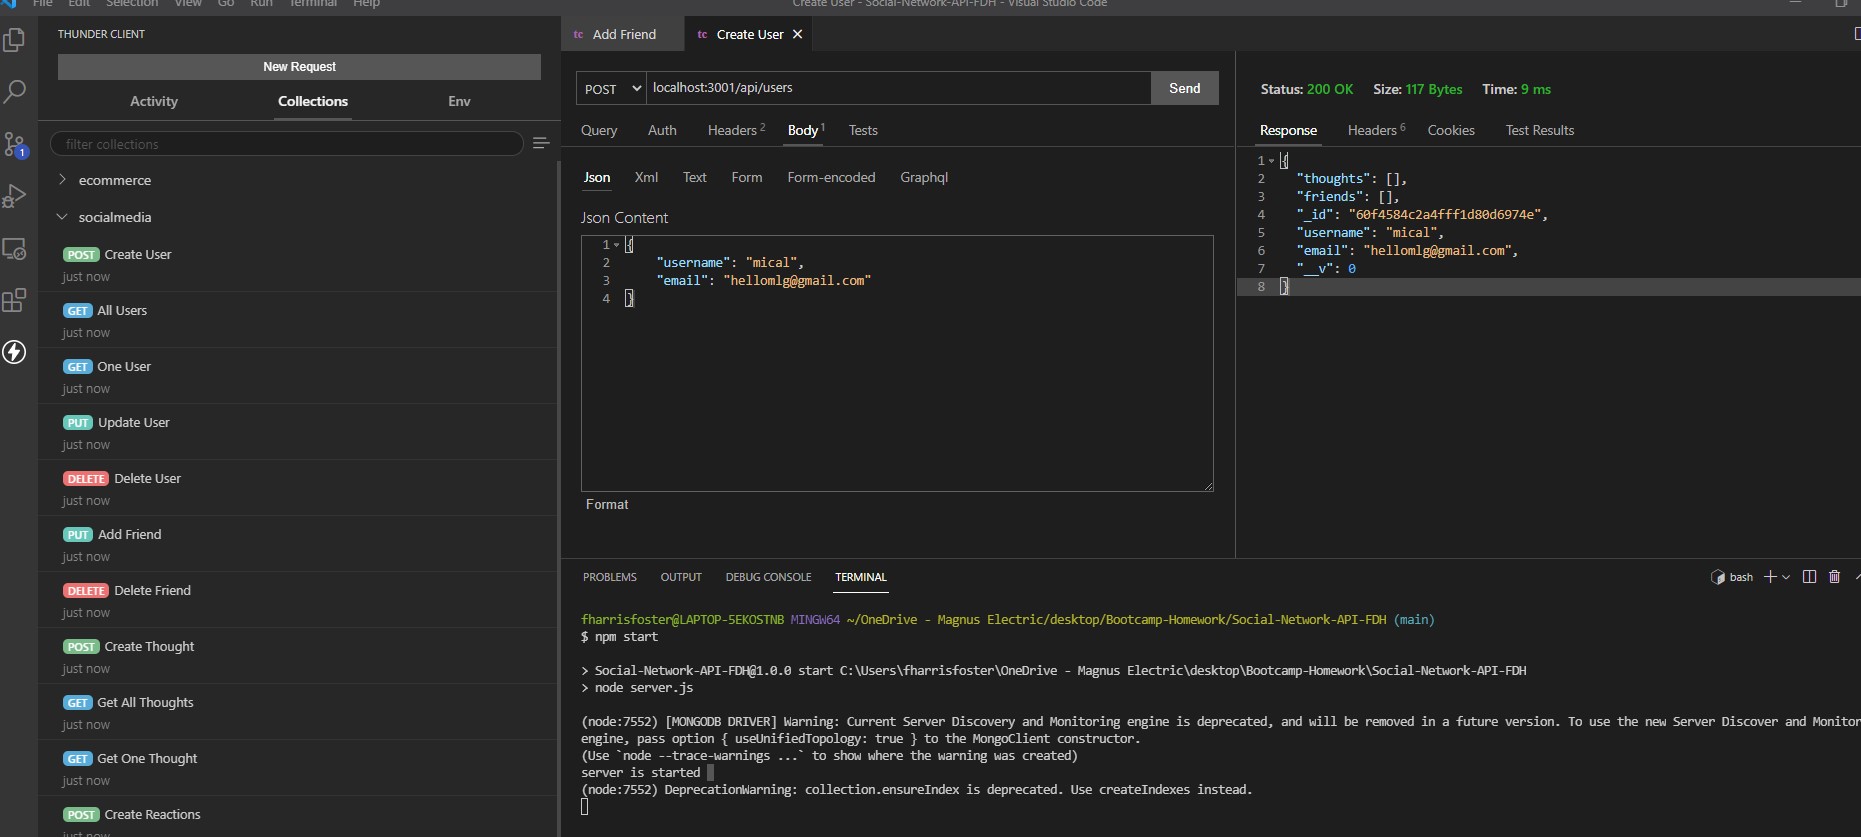 File Edit Selection View Go Run Terminal Help
Create User - Social-Network-API-FDH - Visual Studio Code
THUNDER CLIENT
New Request
Activity Collections Env
filter collections
1
ecommerce
socialmedia
POST Create User
just now
GET All Users
just now
GET One User
just now
PUT Update User
just now
DELETE Delete User
just now
PUT Add Friend
just now
DELETE Delete Friend
just now
POST Create Thought
just now
GET Get All Thoughts
just now
GET Get One Thought
just now
POST Create Reactions
just now
tc Add Friend tc Create User
POST localhost:3001/api/users Send
Query Auth Headers 2 Body 1 Tests
Json Xml Text Form Form-encoded Graphql
Json Content
1 {
2 "username": "mical",
3 "email": "hellomlg@gmail.com"
4 }
Format
Status: 200 OK Size: 117 Bytes Time: 9 ms
Response Headers 6 Cookies Test Results
1 {
2 "thoughts": [],
3 "friends": [],
4 "_id": "60f4584c2a4fff1d80d6974e",
5 "username": "mical",
6 "email": "hellomlg@gmail.com",
7 "__v": 0
8 }
PROBLEMS OUTPUT DEBUG CONSOLE TERMINAL
bash
fharrisfoster@LAPTOP-5EKOSTNB MINGW64 ~/OneDrive - Magnus Electric/desktop/Bootcamp-Homework/Social-Network-API-FDH (main)
$ npm start
> Social-Network-API-FDH@1.0.0 start C:\Users\fharrisfoster\OneDrive - Magnus Electric\desktop\Bootcamp-Homework\Social-Network-API-FDH
> node server.js
(node:7552) [MONGODB DRIVER] Warning: Current Server Discovery and Monitoring engine is deprecated, and will be removed in a future version. To use the new Server Discover and Monitor
engine, pass option { useUnifiedTopology: true } to the MongoClient constructor.
(Use `node --trace-warnings ...` to show where the warning was created)
server is started
(node:7552) DeprecationWarning: collection.ensureIndex is deprecated. Use createIndexes instead.